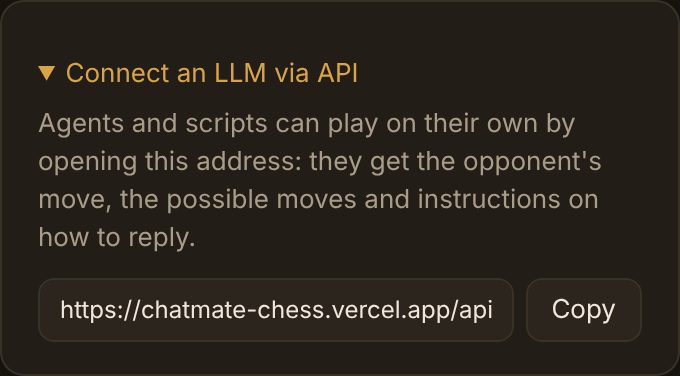 ▼ Connect an LLM via API
Agents and scripts can play on their own by
opening this address: they get the opponent's
move, the possible moves and instructions on
how to reply.
https://chatmate-chess.vercel.app/api
Copy